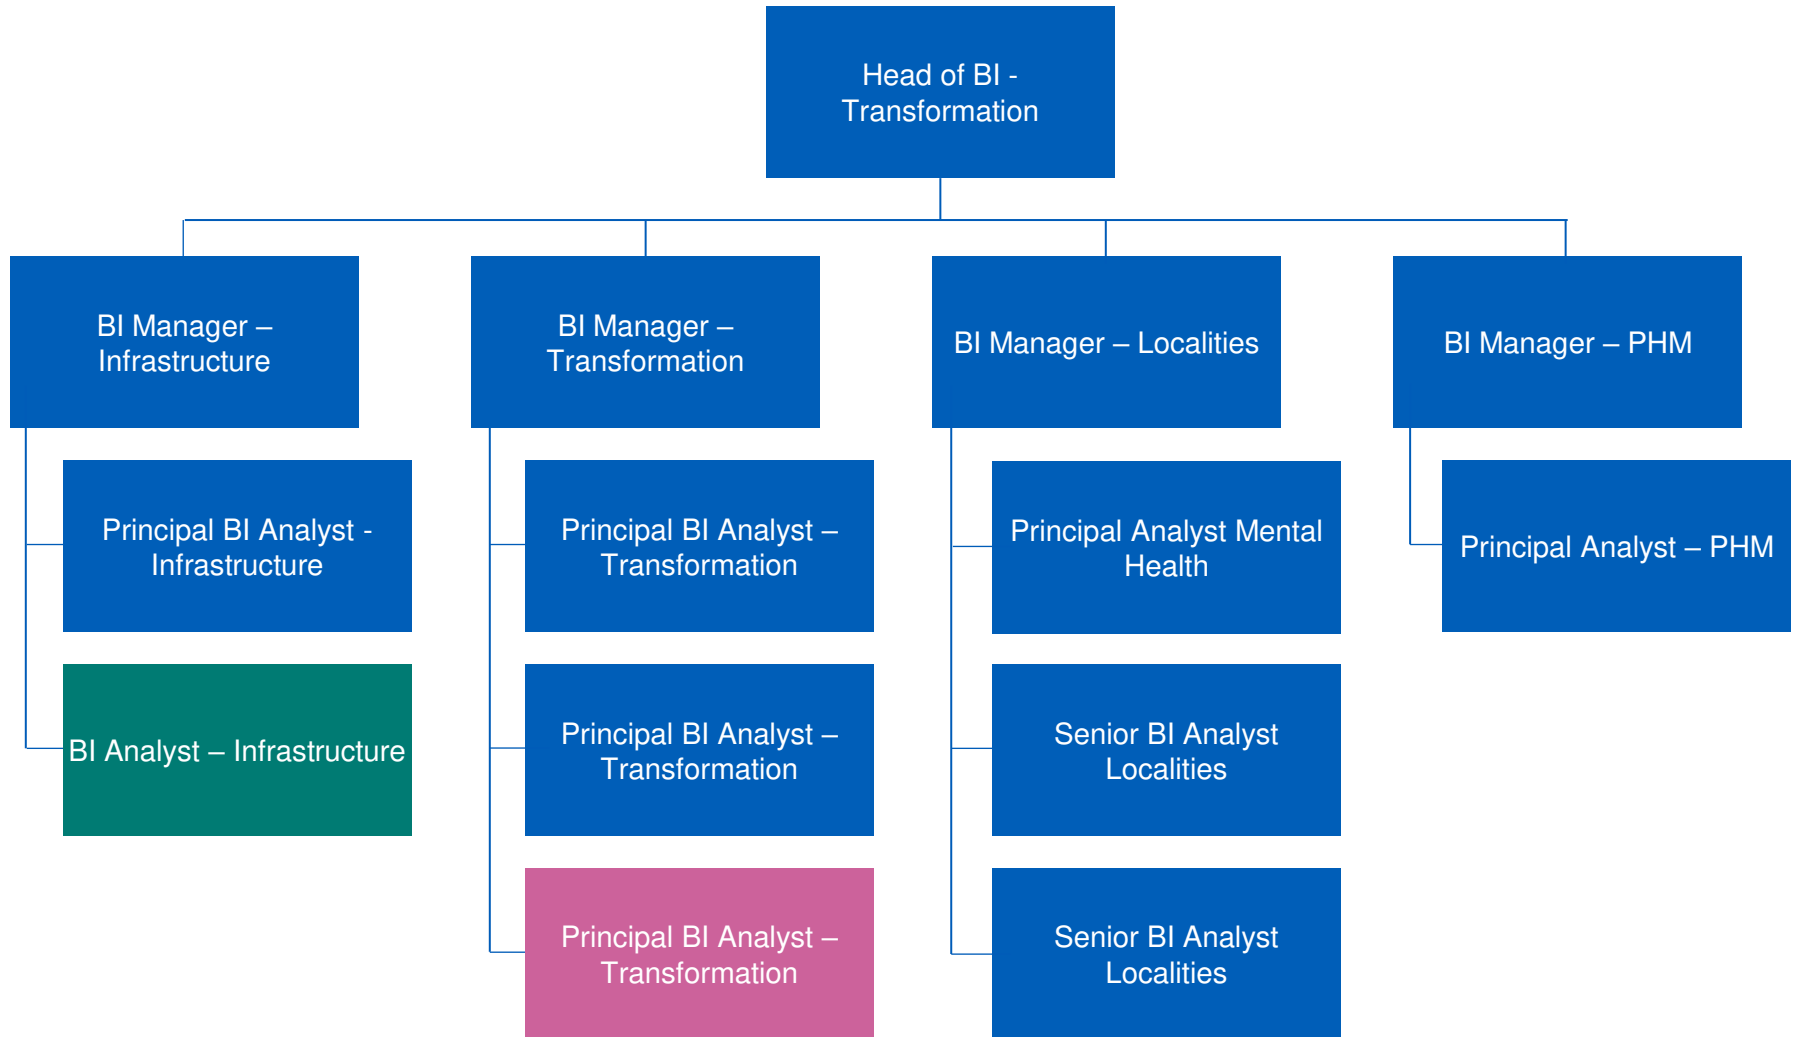 Head of BI -
Transformation
BI Manager –
Infrastructure
BI Manager –
Transformation
BI Manager – Localities
BI Manager – PHM
Principal BI Analyst -
Infrastructure
Principal BI Analyst –
Transformation
Principal Analyst Mental
Health
Principal Analyst – PHM
BI Analyst – Infrastructure
Principal BI Analyst –
Transformation
Senior BI Analyst
Localities
Principal BI Analyst –
Transformation
Senior BI Analyst
Localities